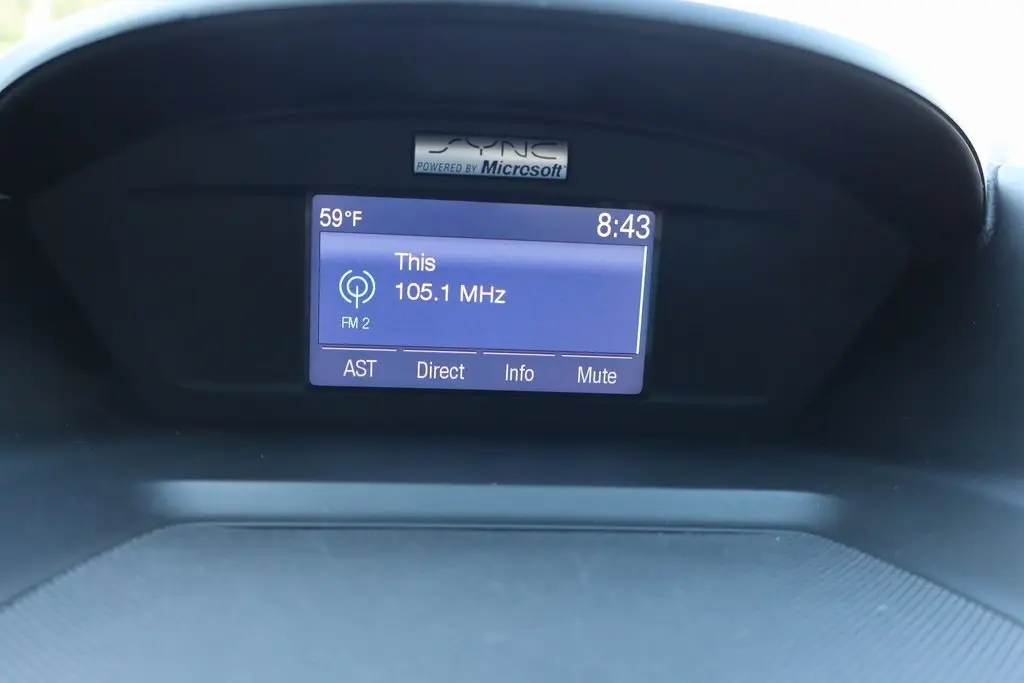 SYNC
POWERED BY Microsoft
59°F 8:43
This
105.1 MHz
FM 2
AST Direct Info Mute